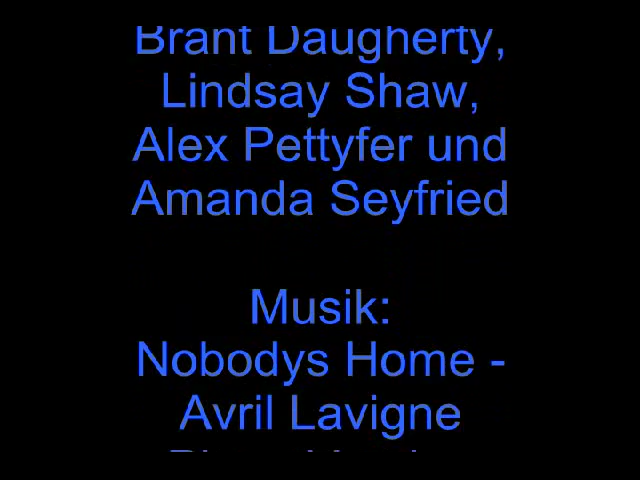 Brant Daugherty,
Lindsay Shaw,
Alex Pettyfer und
Amanda Seyfried
Musik:
Nobodys Home -
Avril Lavigne